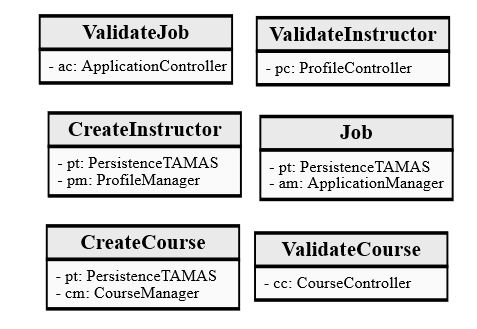 ValidateJob
- ac: ApplicationController
ValidateInstructor
- pc: ProfileController
CreateInstructor
- pt: PersistenceTAMAS
- pm: ProfileManager
Job
- pt: PersistenceTAMAS
- am: ApplicationManager
CreateCourse
- pt: PersistenceTAMAS
- cm: CourseManager
ValidateCourse
- cc: CourseController